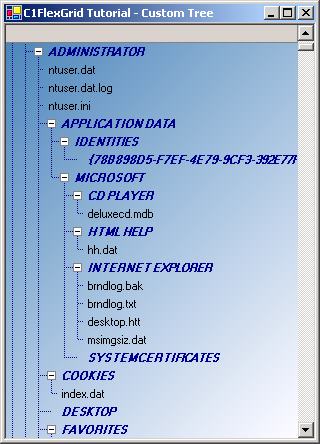 C1FlexGrid Tutorial - Custom Tree
ADMINISTRATOR
ntuser.dat
ntuser.dat.log
ntuser.ini
APPLICATION DATA
IDENTITIES
{78B898D5-F7EF-4E79-9CF3-392E77F
MICROSOFT
CD PLAYER
deluxecd.mdb
HTML HELP
hh.dat
INTERNET EXPLORER
brndlog.bak
brndlog.txt
desktop.htt
msimgsiz.dat
SYSTEMCERTIFICATES
COOKIES
index.dat
DESKTOP
FAVORITES